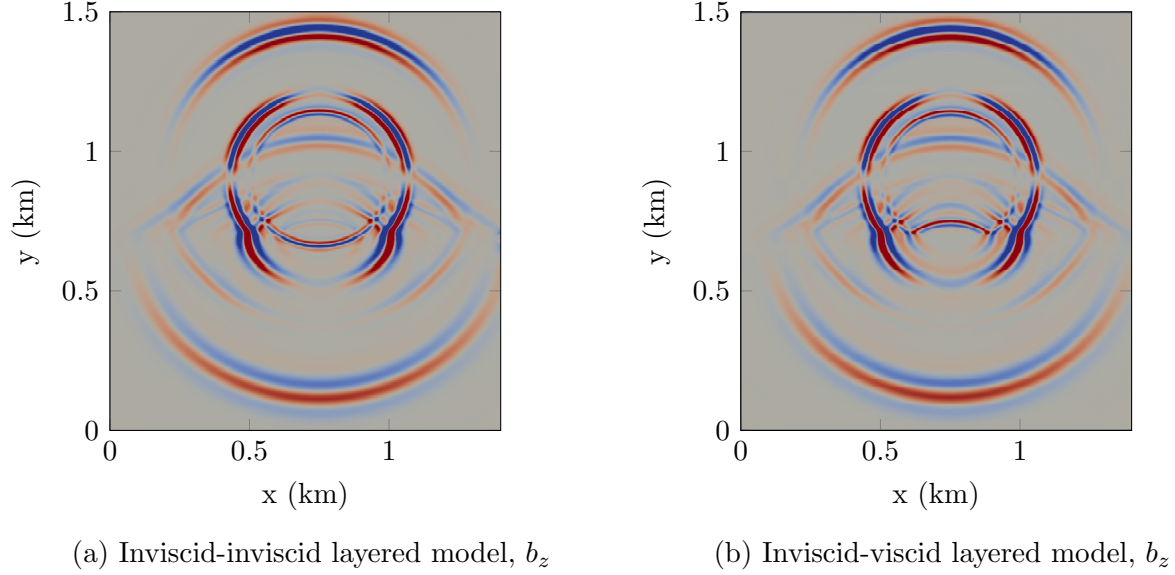 1.5
1
0.5
0
y (km)
0
0.5
1
x (km)
(a) Inviscid-inviscid layered model, b_z
1.5
1
0.5
0
y (km)
0
0.5
1
x (km)
(b) Inviscid-viscid layered model, b_z